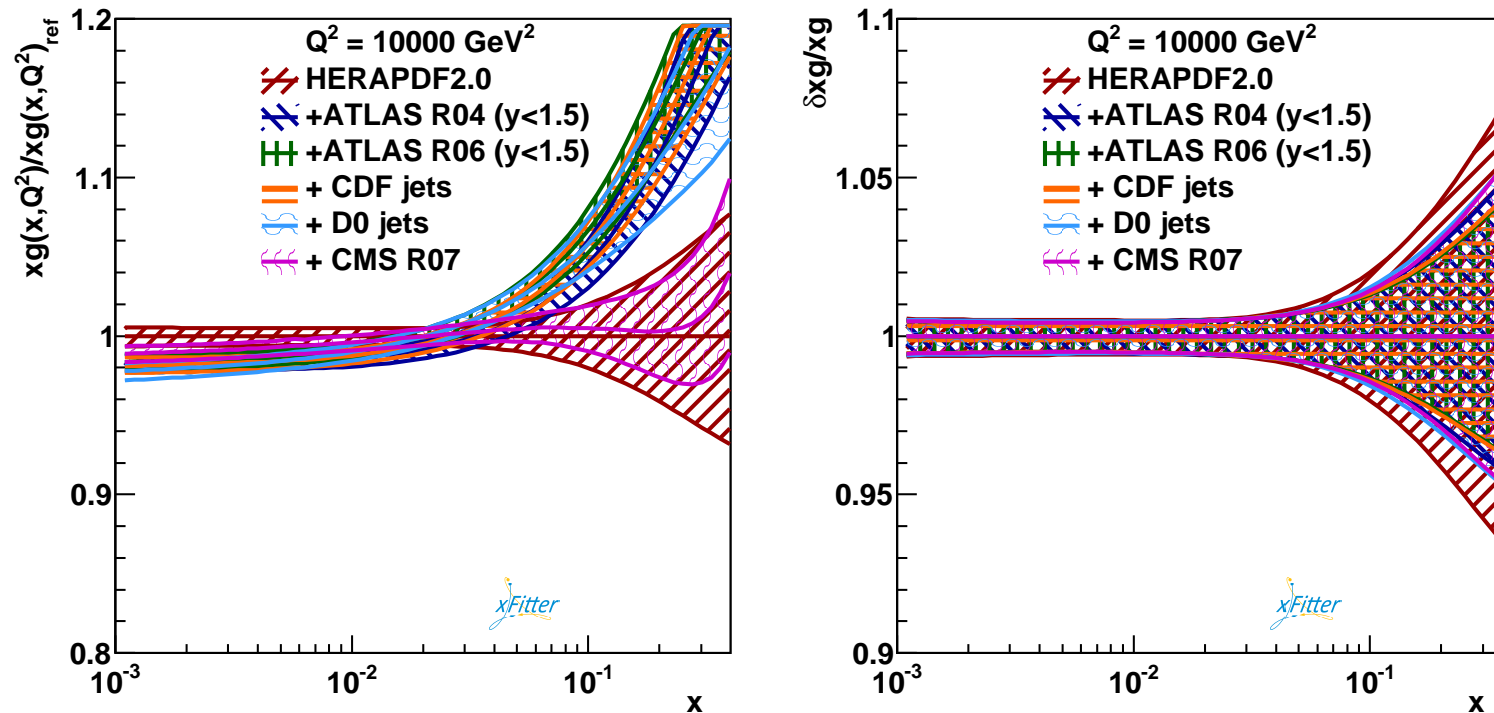 xg(x,Q²)/xg(x,Q²)ref
1.2
1.1
1
0.9
0.8
Q² = 10000 GeV²
HERAPDF2.0
+ATLAS R04 (y<1.5)
+ATLAS R06 (y<1.5)
+ CDF jets
+ D0 jets
+ CMS R07
xFitter
10⁻³
10⁻²
10⁻¹
x
δxg/xg
1.1
1.05
1
0.95
0.9
Q² = 10000 GeV²
HERAPDF2.0
+ATLAS R04 (y<1.5)
+ATLAS R06 (y<1.5)
+ CDF jets
+ D0 jets
+ CMS R07
xFitter
10⁻³
10⁻²
10⁻¹
x